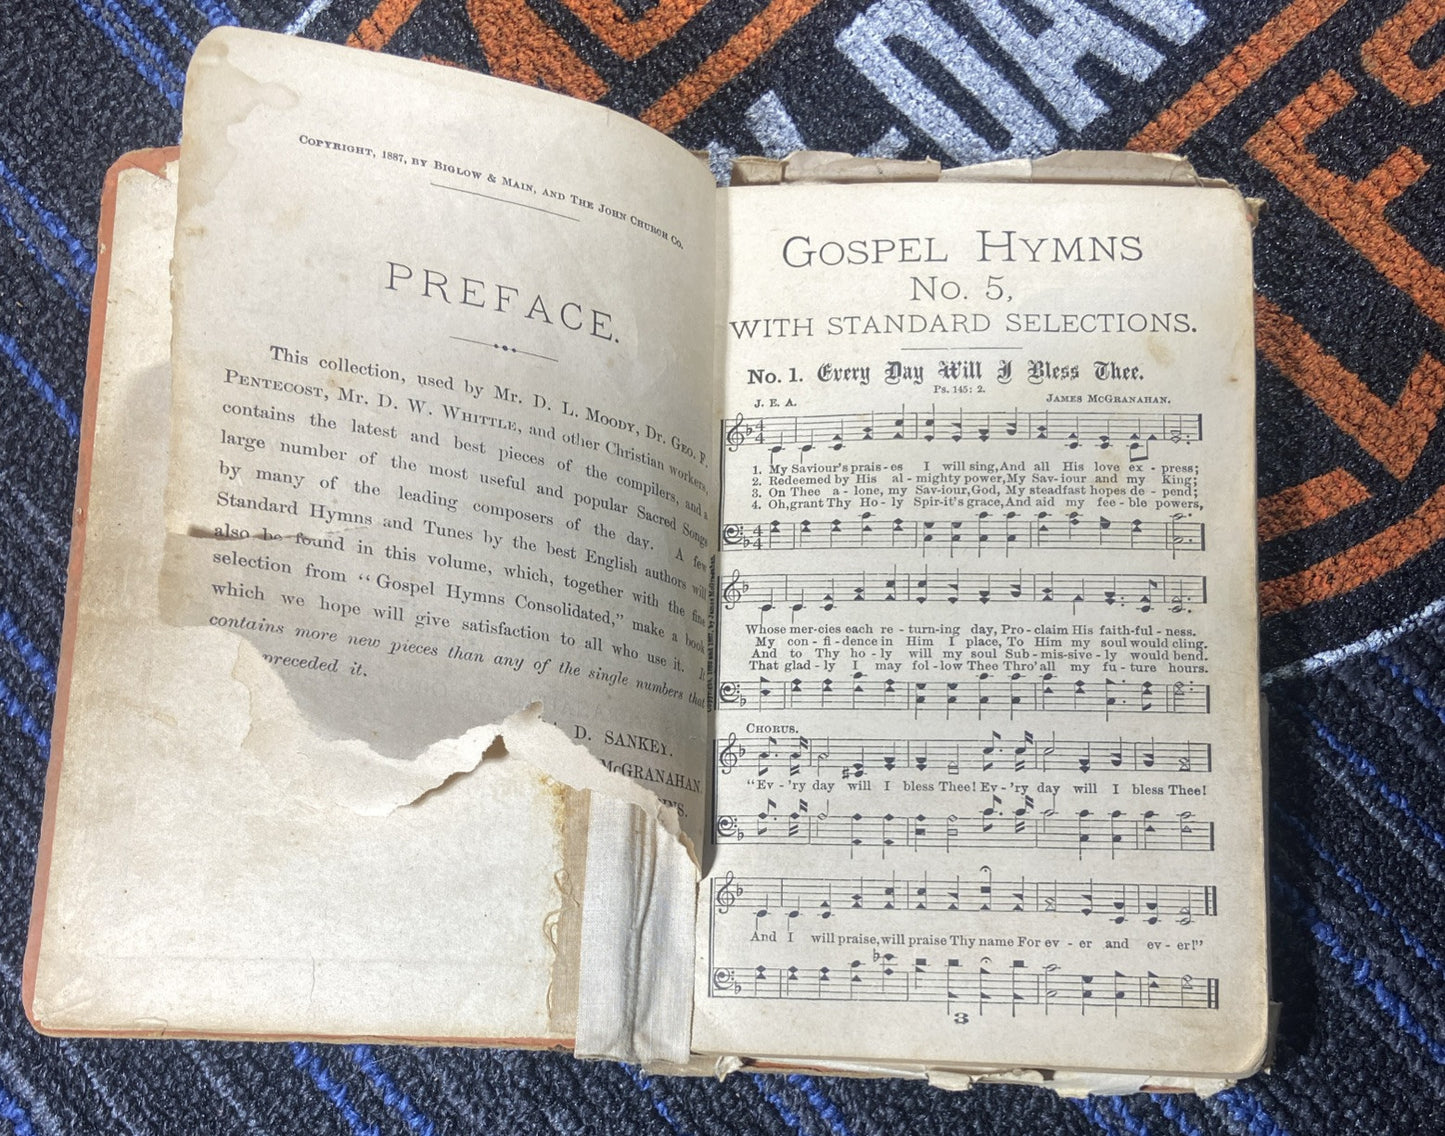 COPYRIGHT, 1887, BY BIGLOW & MAIN, AND THE JOHN CHURCH CO.
PREFACE.
This collection, used by Mr. D. L. MOODY, DR. GEO. F.
PENTECOST, MR. D. W. WHITTLE, and other Christian workers,
contains the latest and best pieces of the compilers, and a
large number of the most useful and popular Sacred Songs
by many of the leading composers of the day. A few
Standard Hymns and Tunes by the best English authors will
also be found in this volume, which, together with the fine
selection from "Gospel Hymns Consolidated," make a book
which we hope will give satisfaction to all who use it. It
contains more new pieces than any of the single numbers that
preceded it.
D. SANKEY.
McGRANAHAN.
GOSPEL HYMNS
No. 5,
WITH STANDARD SELECTIONS.
No. 1. Every Day Will I Bless Thee.
Ps. 145: 2.
J. E. A. JAMES McGRANAHAN.
1. My Saviour's prais-es I will sing, And all His love ex-press;
2. Redeemed by His al-mighty power, My Sav-iour and my King;
3. On Thee a-lone, my Sav-iour, God, My steadfast hopes de-pend;
4. Oh, grant Thy Ho-ly Spir-it's grace, And aid my fee-ble powers,
Whose mer-cies each re-turn-ing day, Pro-claim His faith-ful-ness.
My con-fi-dence in Him I place, To Him my soul would cling.
And to Thy ho-ly will my soul Sub-mis-sive-ly would bend.
That glad-ly I may fol-low Thee Thro' all my fu-ture hours.
CHORUS.
"Ev-'ry day will I bless Thee! Ev-'ry day will I bless Thee!
And I will praise, will praise Thy name For ev-er and ev-er!"
Copyright, 1886 and 1887, by James McGranahan.
3